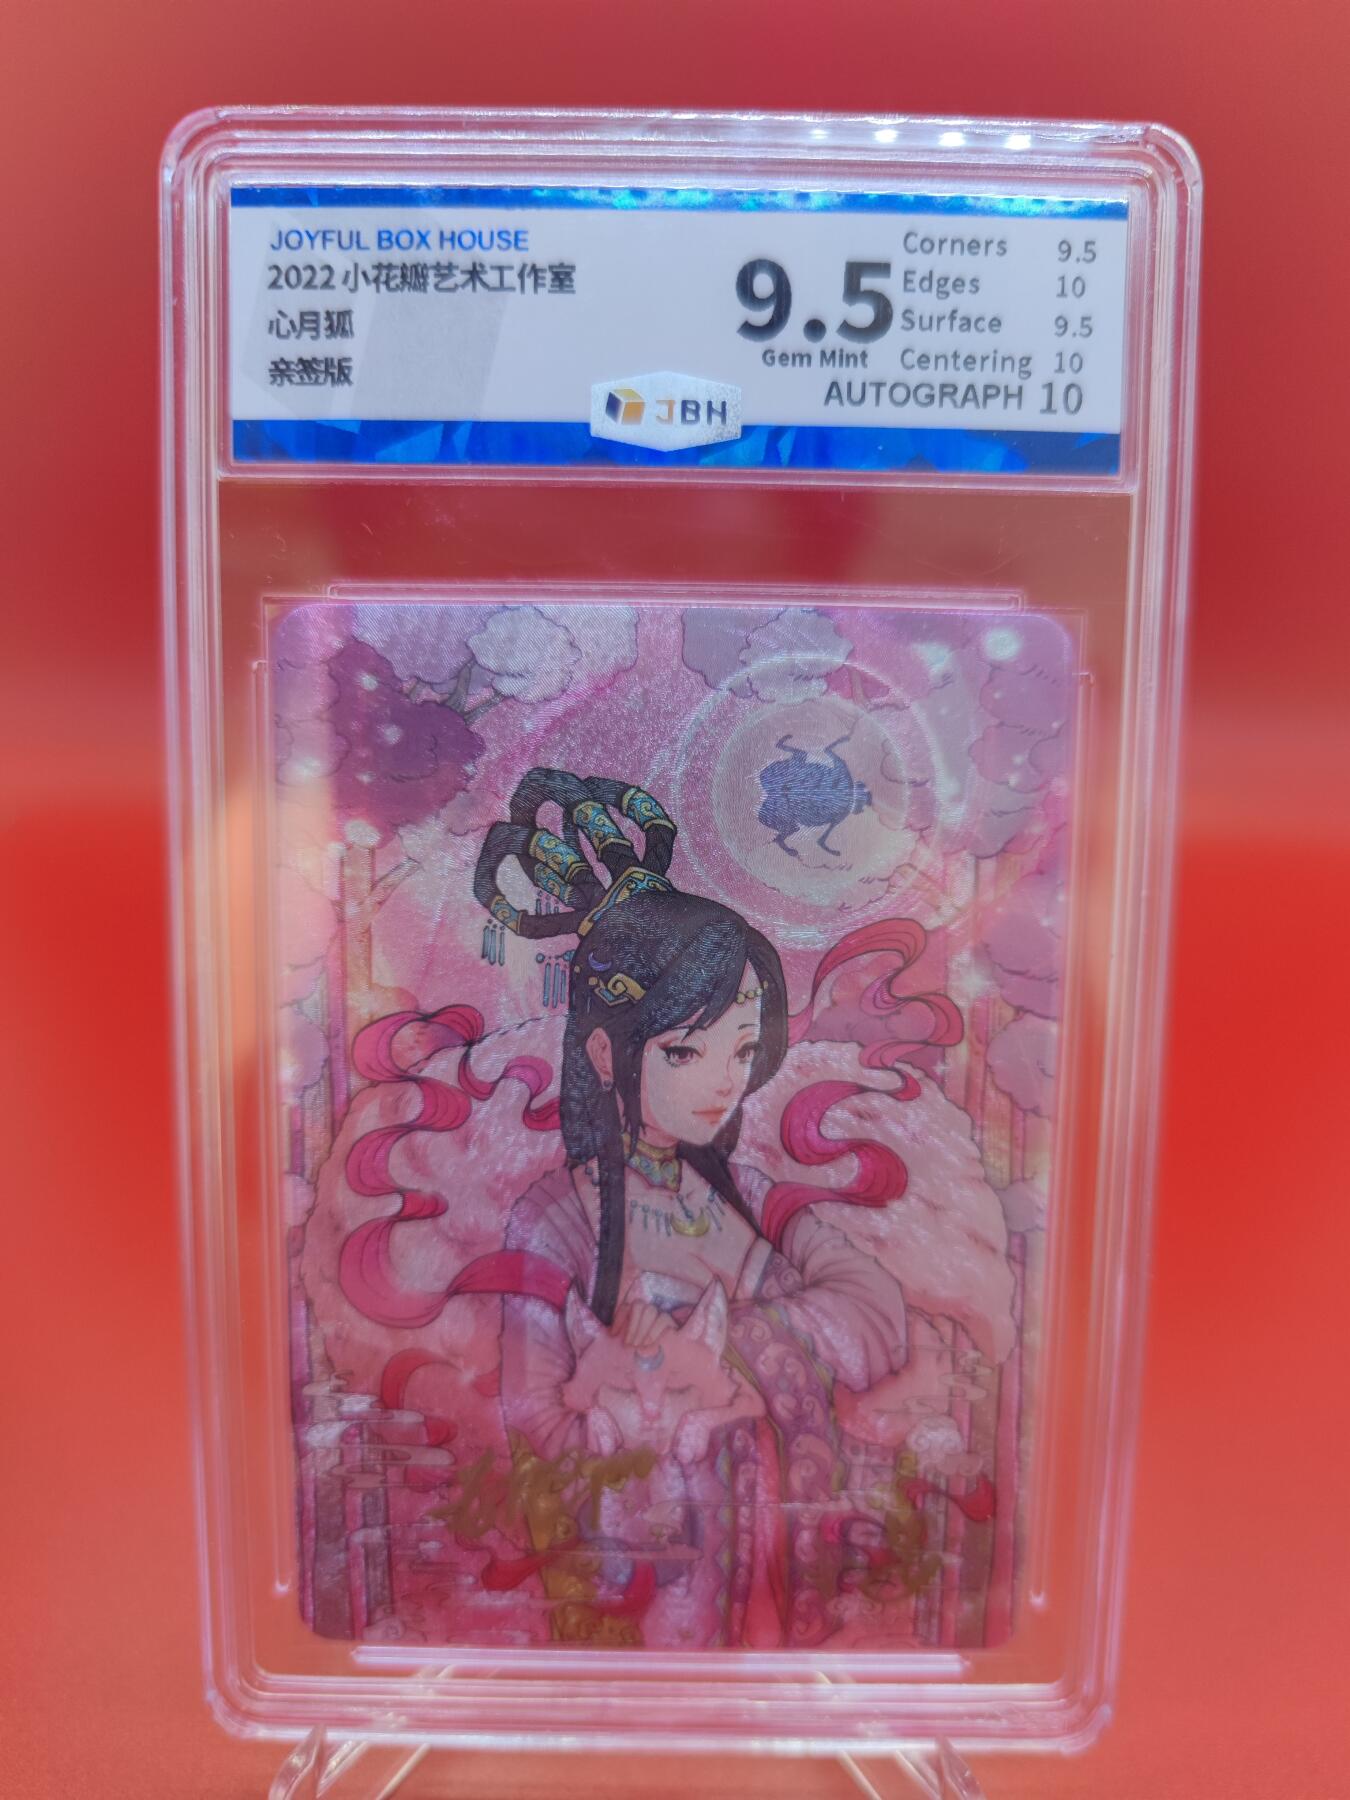 JOYFUL BOX HOUSE
2022 小花瓣艺术工作室
心月狐
亲签版
9.5
Gem Mint
Corners 9.5
Edges 10
Surface 9.5
Centering 10
AUTOGRAPH 10
JBH